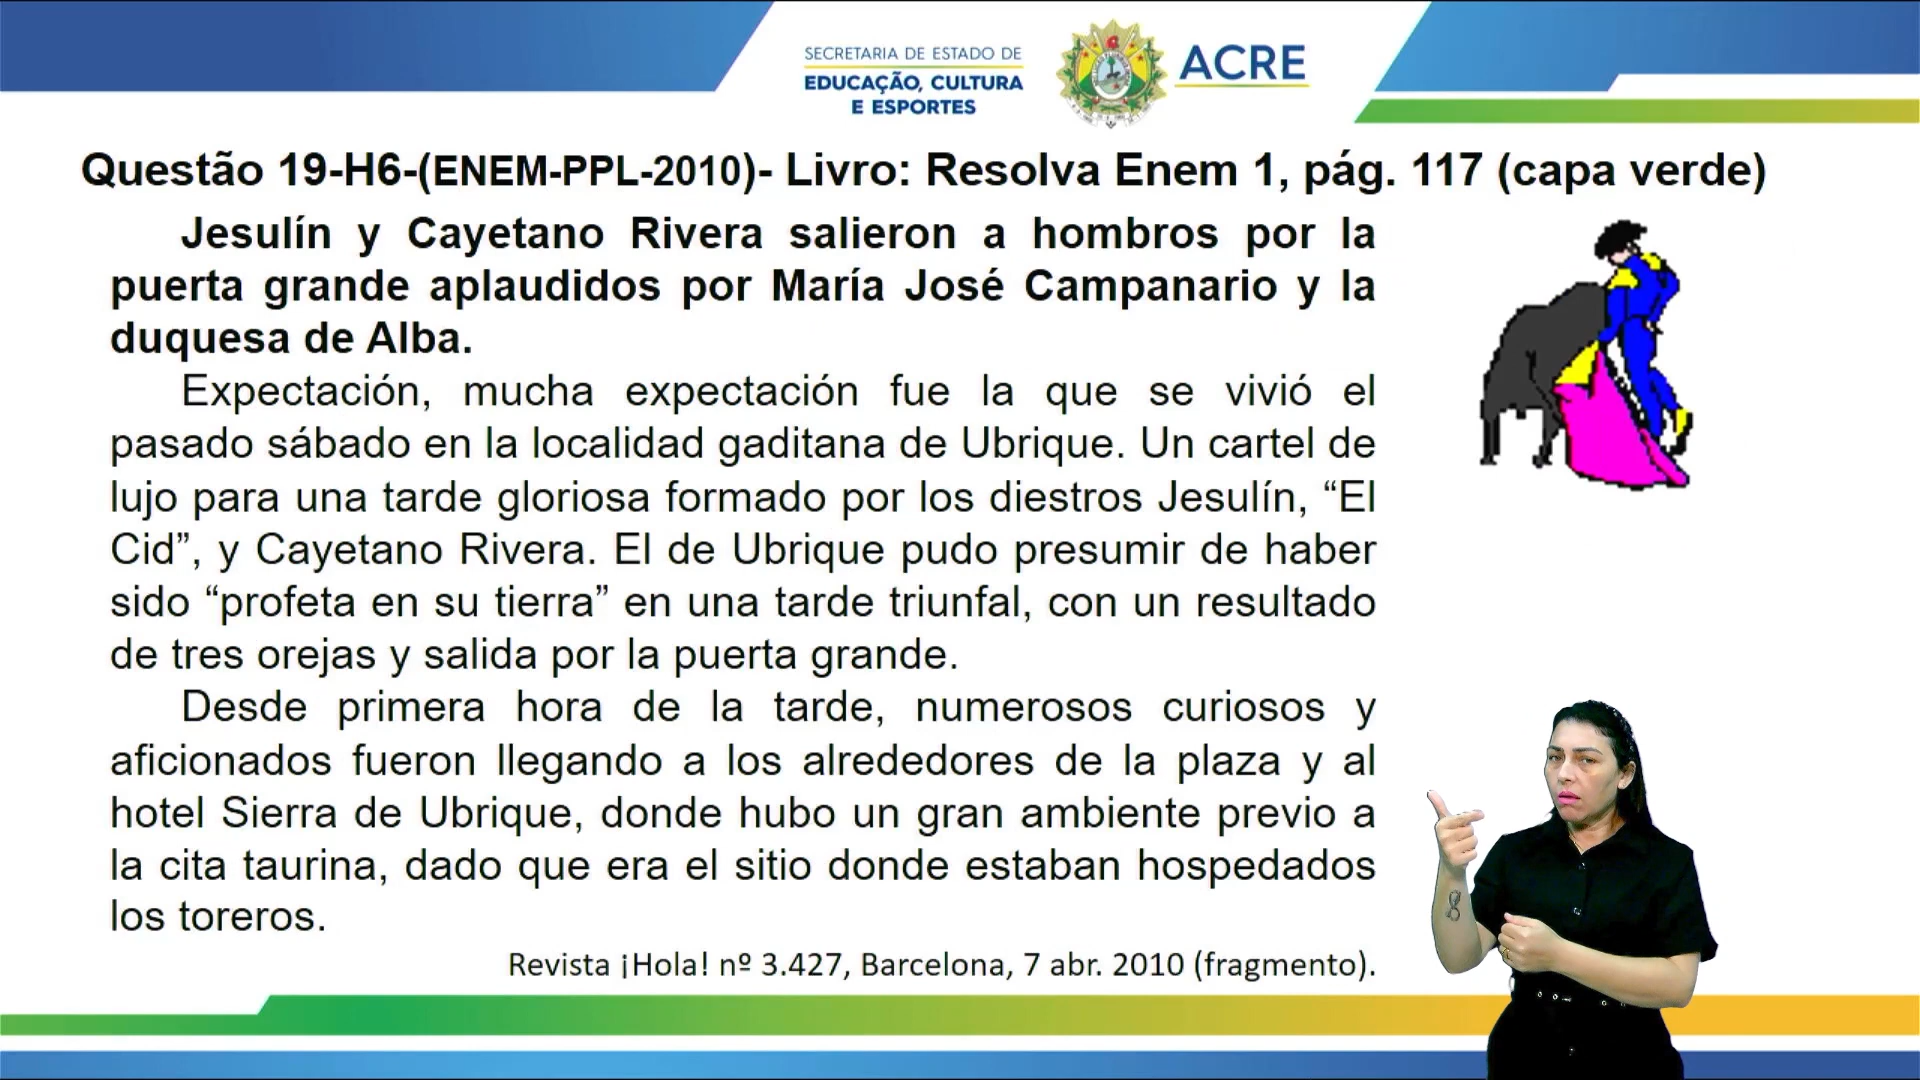 SECRETARIA DE ESTADO DE
EDUCAÇÃO, CULTURA
E ESPORTES
ACRE
Questão 19-H6-(ENEM-PPL-2010)- Livro: Resolva Enem 1, pág. 117 (capa verde)
Jesulín y Cayetano Rivera salieron a hombros por la
puerta grande aplaudidos por María José Campanario y la
duquesa de Alba.
Expectación, mucha expectación fue la que se vivió el
pasado sábado en la localidad gaditana de Ubrique. Un cartel de
lujo para una tarde gloriosa formado por los diestros Jesulín, “El
Cid”, y Cayetano Rivera. El de Ubrique pudo presumir de haber
sido “profeta en su tierra” en una tarde triunfal, con un resultado
de tres orejas y salida por la puerta grande.
Desde primera hora de la tarde, numerosos curiosos y
aficionados fueron llegando a los alrededores de la plaza y al
hotel Sierra de Ubrique, donde hubo un gran ambiente previo a
la cita taurina, dado que era el sitio donde estaban hospedados
los toreros.
Revista ¡Hola! nº 3.427, Barcelona, 7 abr. 2010 (fragmento).